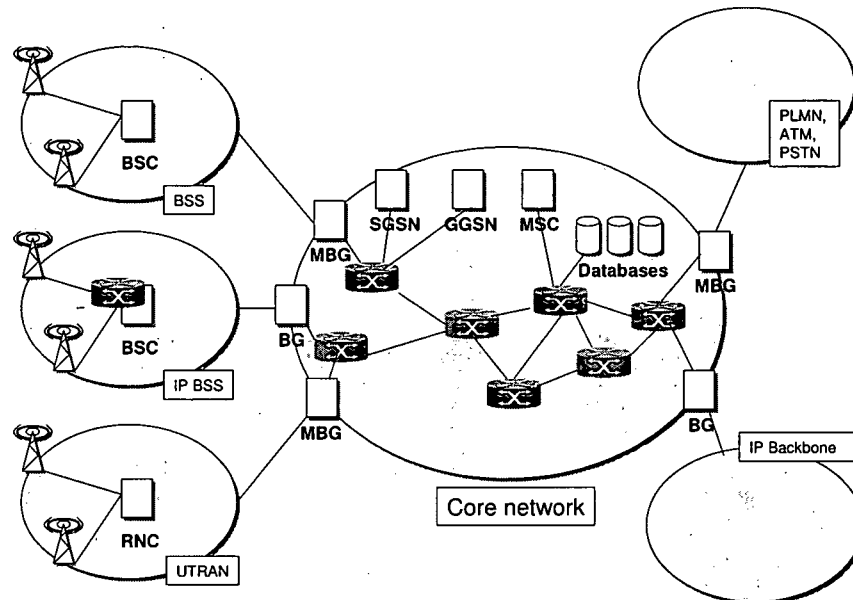 PLMN,
ATM,
PSTN
BSC
BSS
SGSN
GGSN
MSC
MBG
Databases
MBG
BSC
BG
IP BSS
MBG
BG
IP Backbone
Core network
RNC
UTRAN